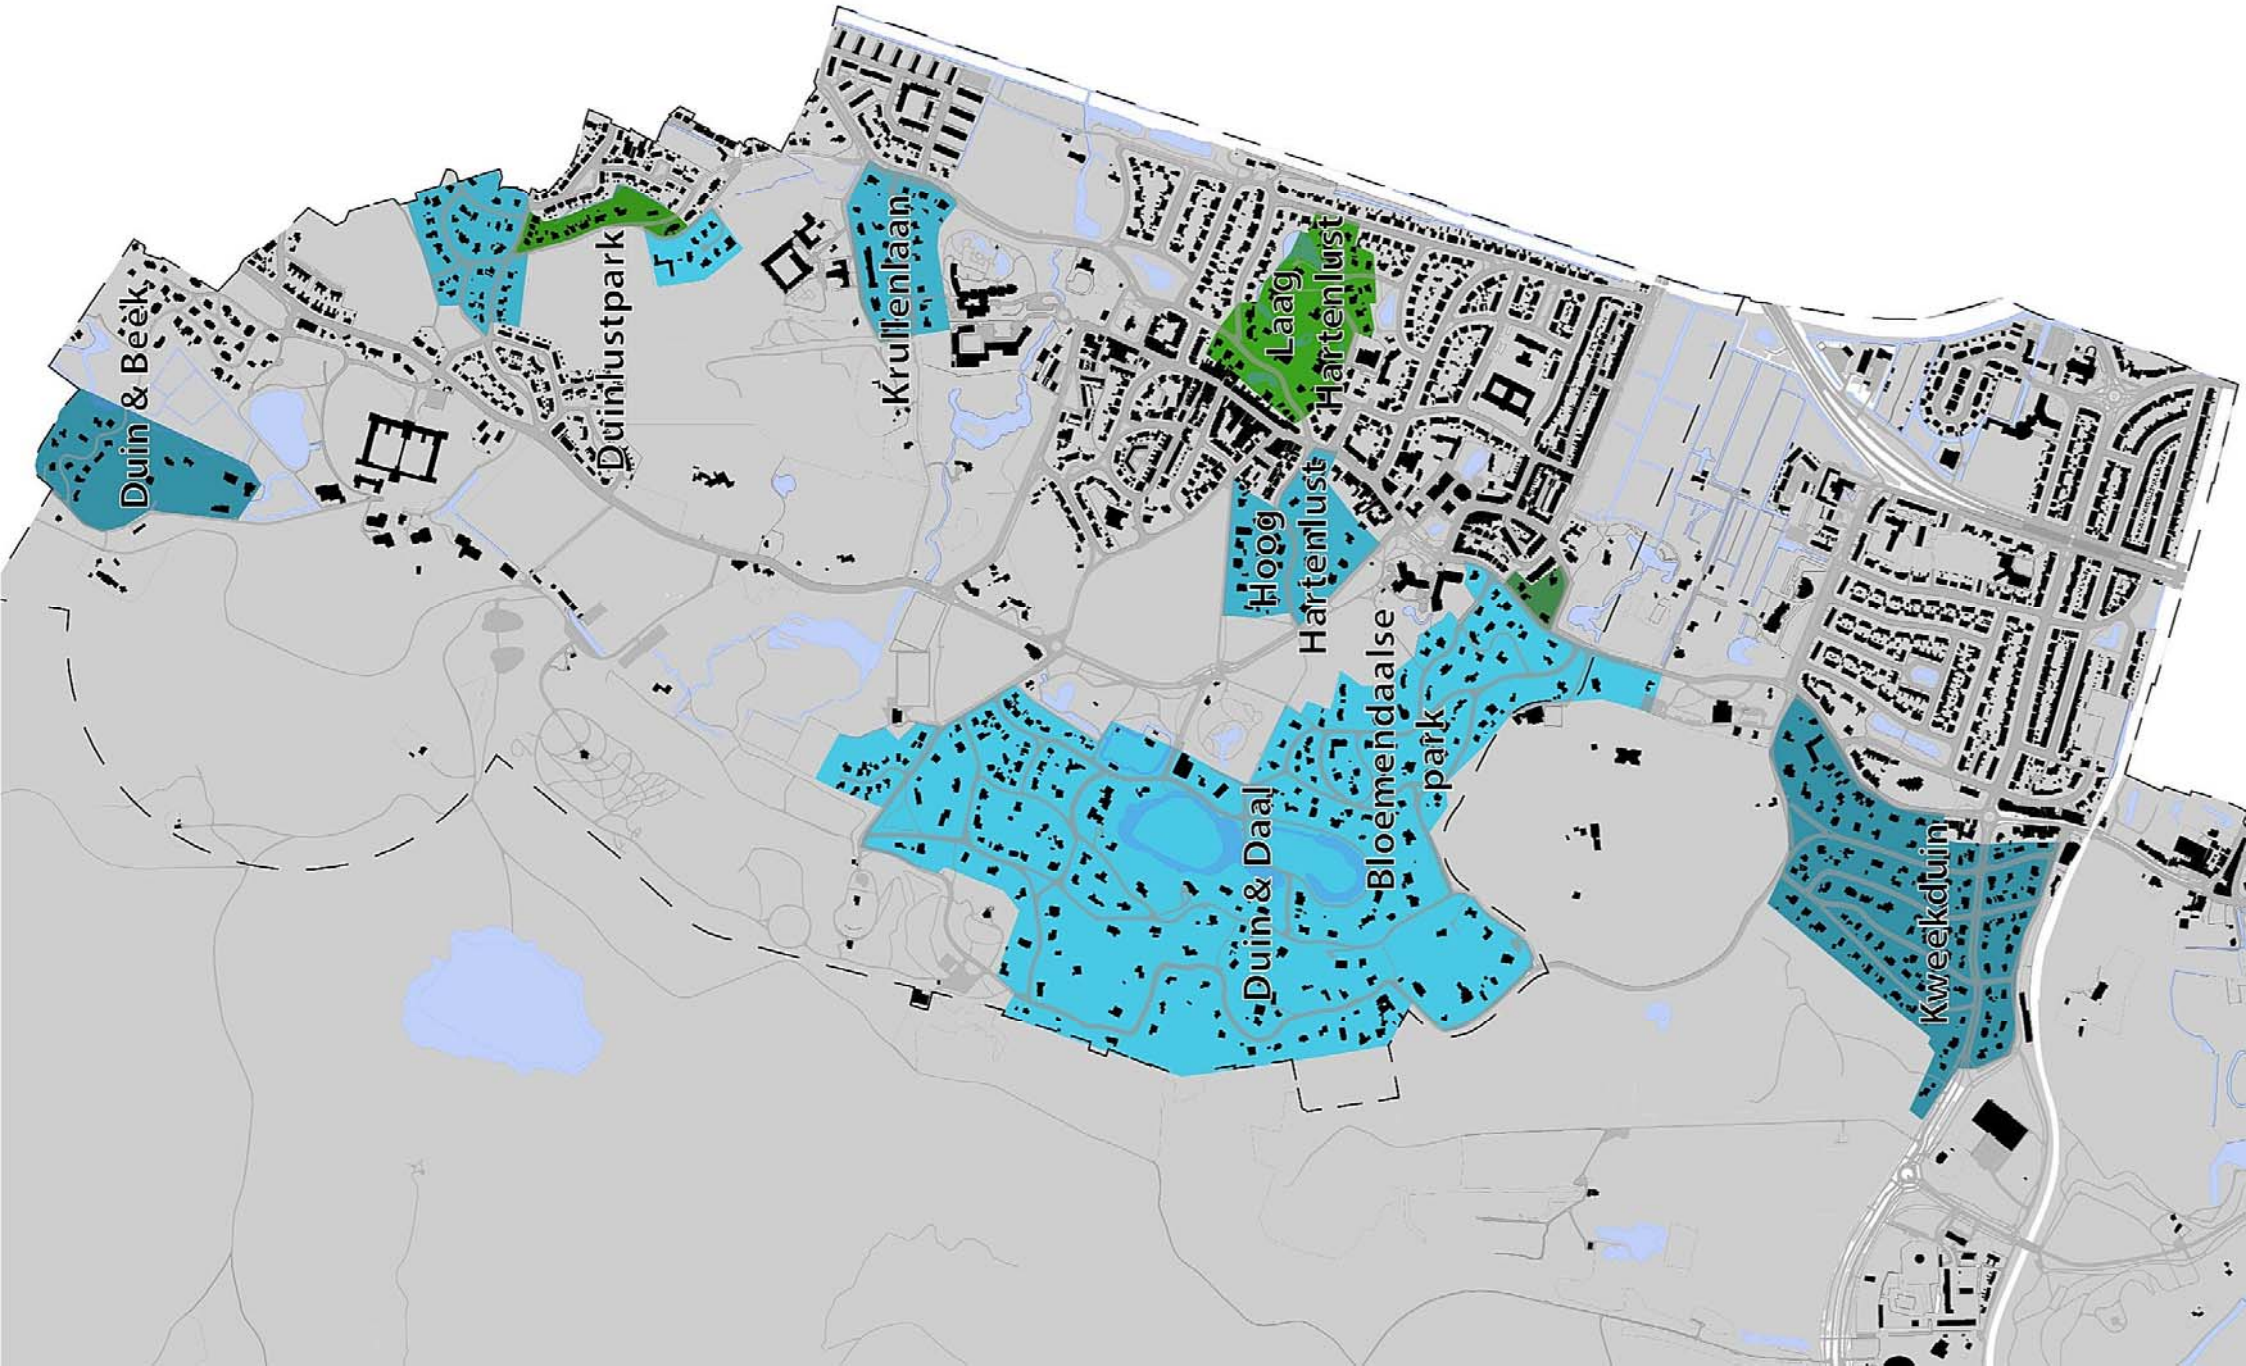 Duin & Beek
Duinlustpark
Krullenlaan
Laag
Hartenlust
Hoog
Hartenlust
Bloemendaalse
park
Duin & Daal
Kweekduin